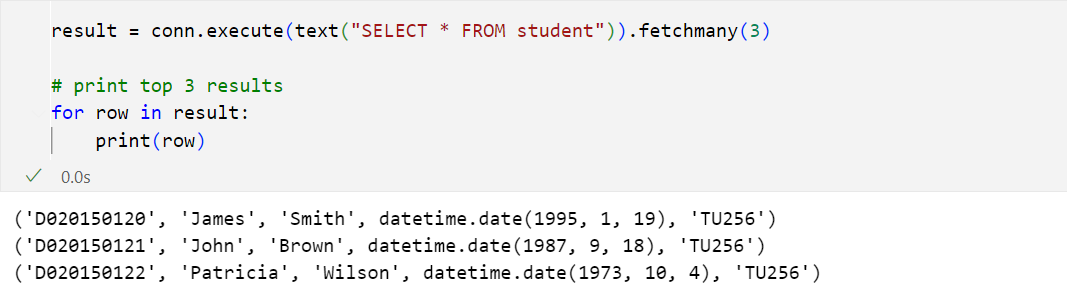 result = conn.execute(text("SELECT * FROM student")).fetchmany(3)
# print top 3 results
for row in result:
    print(row)
0.0s
('D020150120', 'James', 'Smith', datetime.date(1995, 1, 19), 'TU256')
('D020150121', 'John', 'Brown', datetime.date(1987, 9, 18), 'TU256')
('D020150122', 'Patricia', 'Wilson', datetime.date(1973, 10, 4), 'TU256')